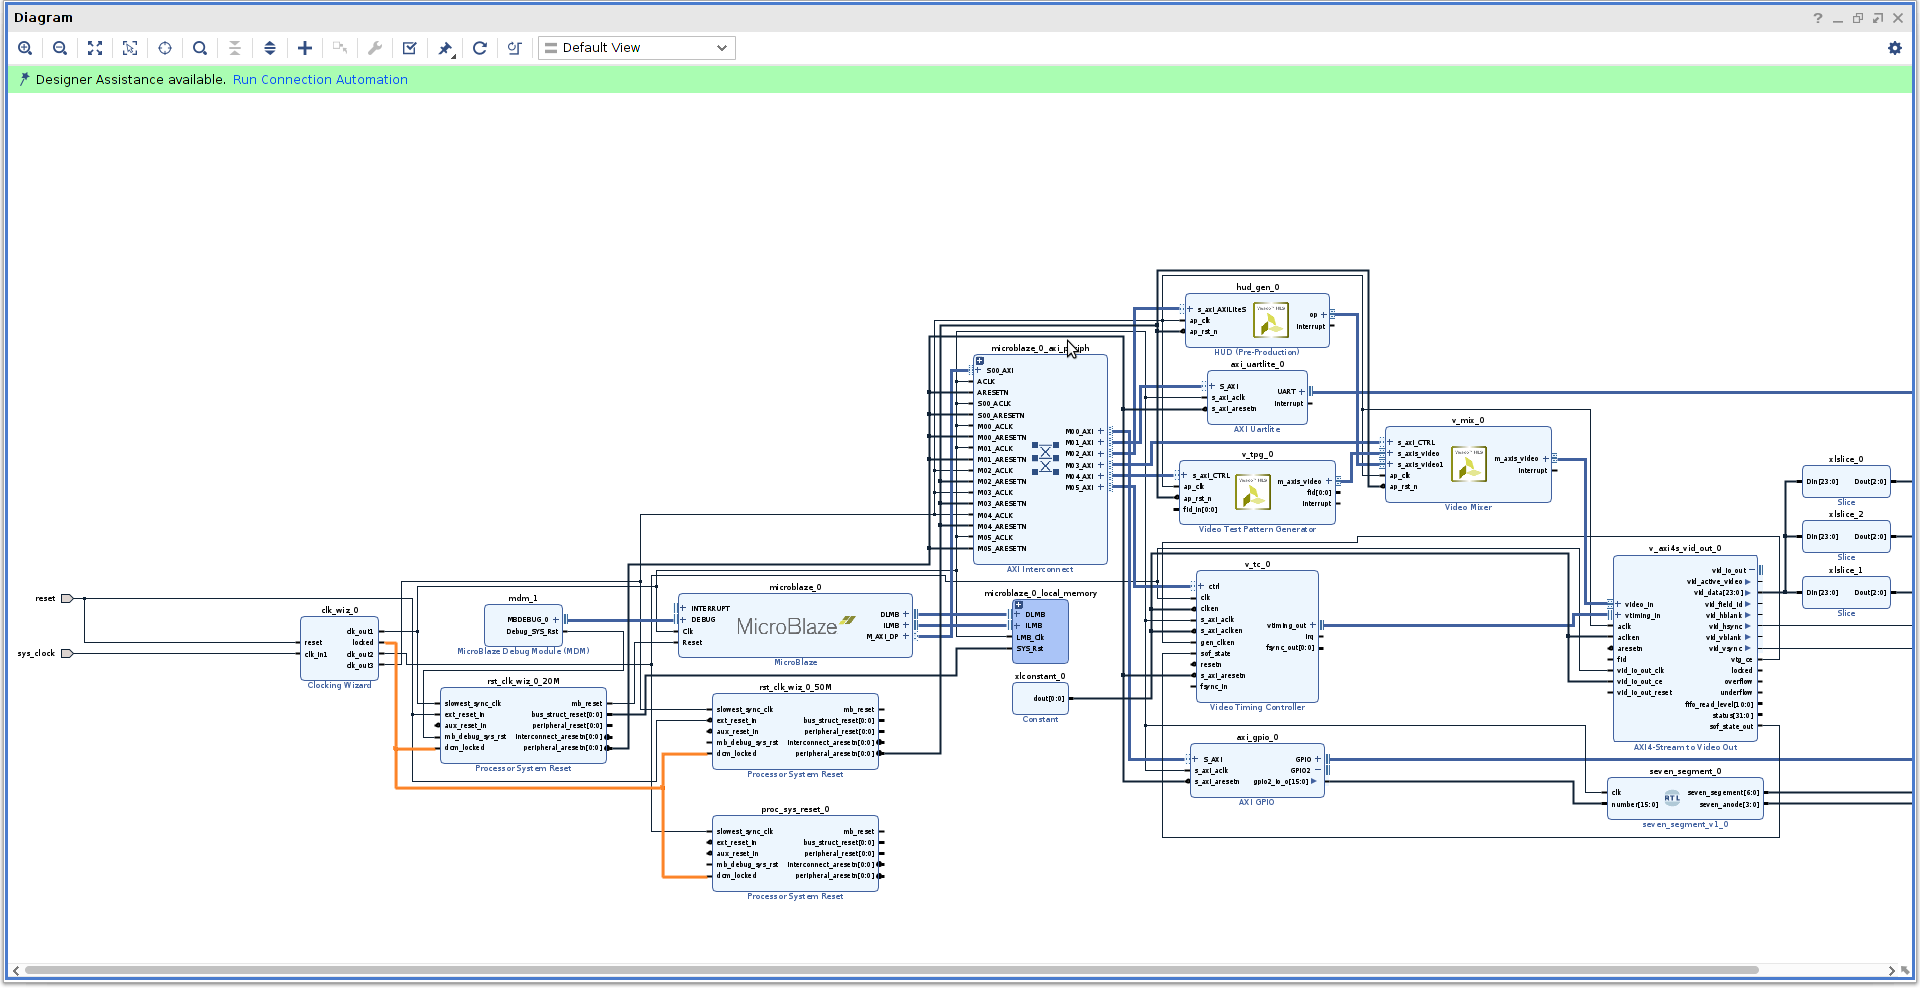 Diagram
Default View
Designer Assistance available. Run Connection Automation
reset
sys_clock
clk_wiz_0
reset
clk_in1
clk_out1
locked
clk_out2
clk_out3
Clocking Wizard
mdm_1
MBDEBUG_0
Debug_SYS_Rst
MicroBlaze Debug Module (MDM)
rst_clk_wiz_0_20M
slowest_sync_clk
ext_reset_in
aux_reset_in
mb_debug_sys_rst
dcm_locked
mb_reset
bus_struct_reset[0:0]
peripheral_reset[0:0]
interconnect_aresetn[0:0]
peripheral_aresetn[0:0]
Processor System Reset
microblaze_0
INTERRUPT
DEBUG
Clk
Reset
MicroBlaze
DLMB
ILMB
M_AXI_DP
MicroBlaze
rst_clk_wiz_0_50M
slowest_sync_clk
ext_reset_in
aux_reset_in
mb_debug_sys_rst
dcm_locked
mb_reset
bus_struct_reset[0:0]
peripheral_reset[0:0]
interconnect_aresetn[0:0]
peripheral_aresetn[0:0]
Processor System Reset
proc_sys_reset_0
slowest_sync_clk
ext_reset_in
aux_reset_in
mb_debug_sys_rst
dcm_locked
mb_reset
bus_struct_reset[0:0]
peripheral_reset[0:0]
interconnect_aresetn[0:0]
peripheral_aresetn[0:0]
Processor System Reset
S00_AXI
ACLK
ARESETN
S00_ACLK
S00_ARESETN
M00_ACLK
M00_ARESETN
M01_ACLK
M01_ARESETN
M02_ACLK
M02_ARESETN
M03_ACLK
M03_ARESETN
M04_ACLK
M04_ARESETN
M05_ACLK
M05_ARESETN
M00_AXI
M01_AXI
M02_AXI
M03_AXI
M04_AXI
M05_AXI
AXI Interconnect
microblaze_0_local_memory
DLMB
ILMB
LMB_Clk
SYS_Rst
xlconstant_0
dout[0:0]
Constant
hud_gen_0
s_axi_AXILiteS
ap_clk
ap_rst_n
op
interrupt
HUD (Pre-Production)
axi_uartlite_0
S_AXI
s_axi_aclk
s_axi_aresetn
UART
interrupt
AXI Uartlite
v_tpg_0
s_axi_CTRL
ap_clk
ap_rst_n
fid_in[0:0]
m_axis_video
fid[0:0]
interrupt
Video Test Pattern Generator
v_tc_0
ctrl
clk
clken
s_axi_aclk
s_axi_aclken
gen_clken
sof_state
resetn
s_axi_aresetn
fsync_in
vtiming_out
irq
fsync_out[0:0]
Video Timing Controller
axi_gpio_0
S_AXI
s_axi_aclk
s_axi_aresetn
GPIO
GPIO2
gpio2_io_o[15:0]
AXI GPIO
v_mix_0
s_axi_CTRL
s_axis_video
s_axis_video1
ap_clk
ap_rst_n
m_axis_video
interrupt
Video Mixer
v_axi4s_vid_out_0
video_in
vtiming_in
aclk
aclken
aresetn
fid
vid_io_out_clk
vid_io_out_ce
vid_io_out_reset
vid_io_out
vid_active_video
vid_data[23:0]
vid_field_id
vid_hblank
vid_hsync
vid_vblank
vid_vsync
vtg_ce
locked
overflow
underflow
fifo_read_level[10:0]
status[31:0]
sof_state_out
AXI4-Stream to Video Out
seven_segment_0
clk
number[15:0]
RTL
seven_segement[6:0]
seven_anode[3:0]
seven_segment_v1_0
xlslice_0
Din[23:0]
Dout[2:0]
Slice
xlslice_2
Din[23:0]
Dout[2:0]
Slice
xlslice_1
Din[23:0]
Dout[2:0]
Slice